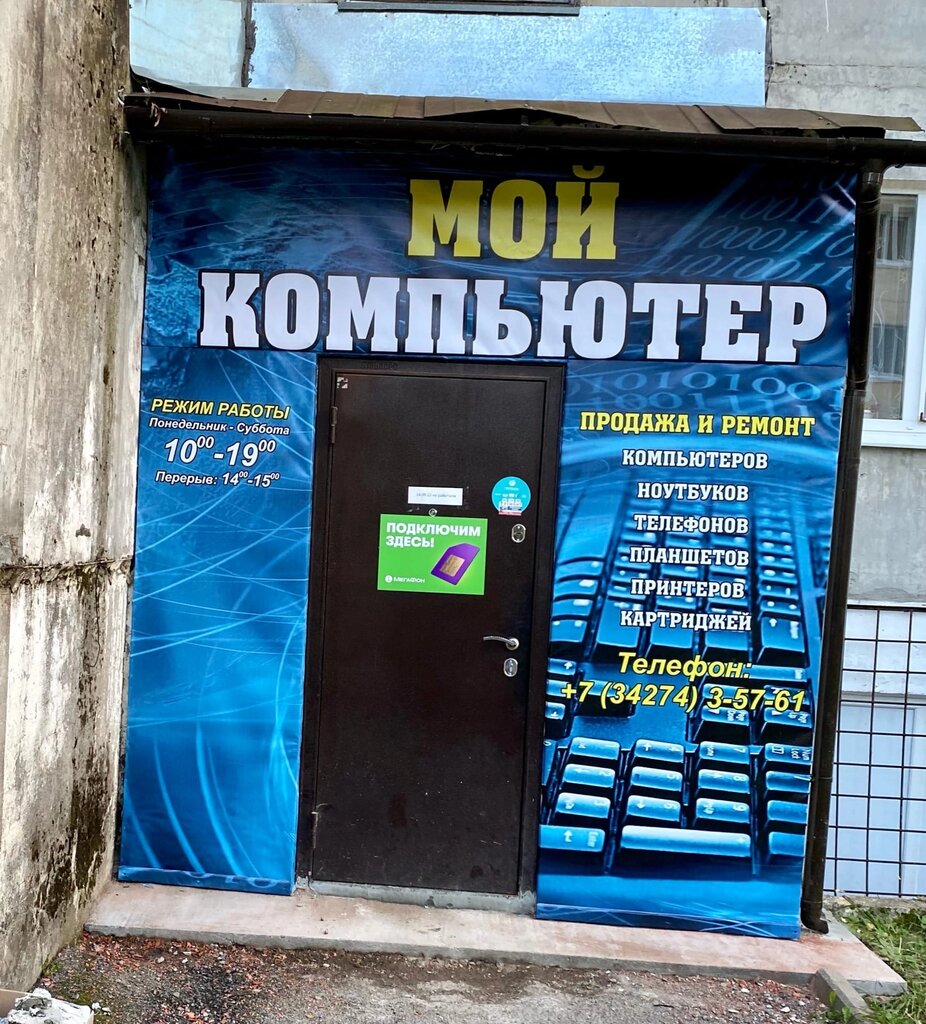 МОЙ
КОМПЬЮТЕР
РЕЖИМ РАБОТЫ
Понедельник - Суббота
10⁰⁰-19⁰⁰
Перерыв: 14⁰⁰-15⁰⁰
ПОДКЛЮЧИМ
ЗДЕСЬ!
МЕГАФОН
ПРОДАЖА И РЕМОНТ
КОМПЬЮТЕРОВ
НОУТБУКОВ
ТЕЛЕФОНОВ
ПЛАНШЕТОВ
ПРИНТЕРОВ
КАРТРИДЖЕЙ
Телефон:
+7 (34274) 3-57-61